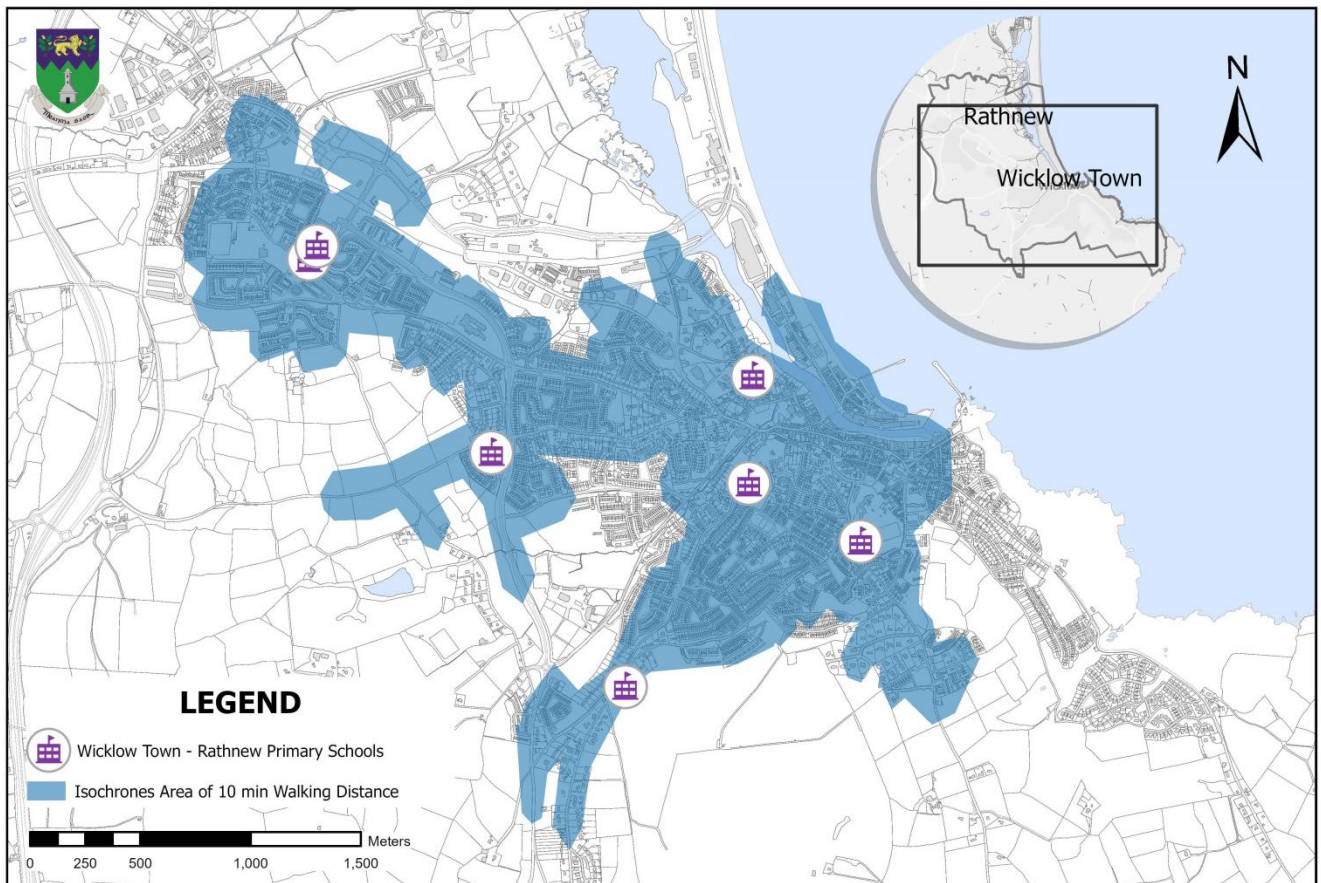 N
Rathnew
Wicklow Town
LEGEND
Wicklow Town - Rathnew Primary Schools
Isochrones Area of 10 min Walking Distance
Meters
0 250 500 1,000 1,500